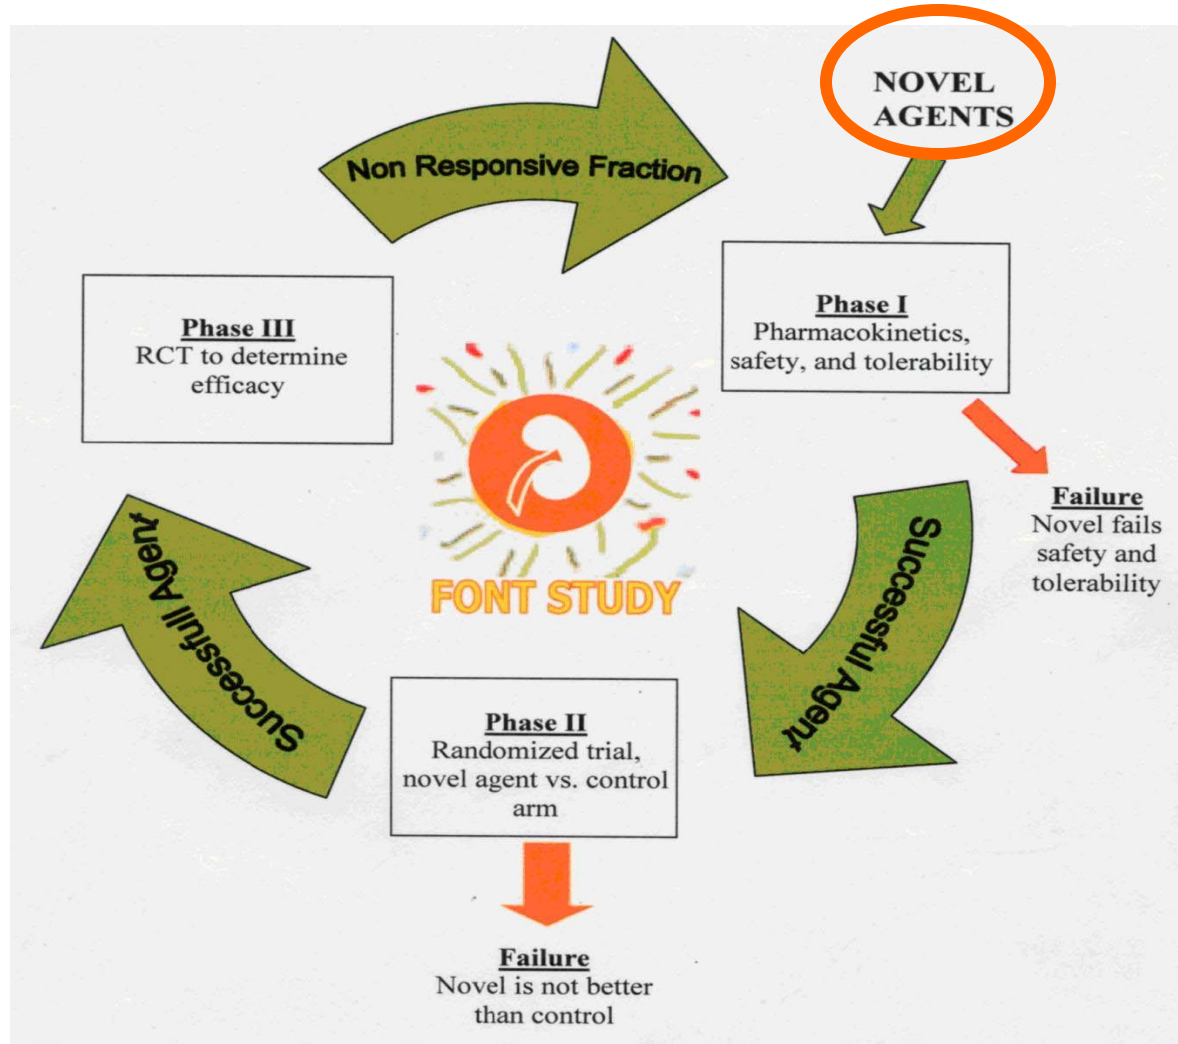 NOVEL
AGENTS
Non Responsive Fraction
Phase I
Pharmacokinetics,
safety, and tolerability
Phase III
RCT to determine
efficacy
Failure
Novel fails
safety and
tolerability
Successful Agent
FONT STUDY
Successfull Agent
Phase II
Randomized trial,
novel agent vs. control
arm
Failure
Novel is not better
than control